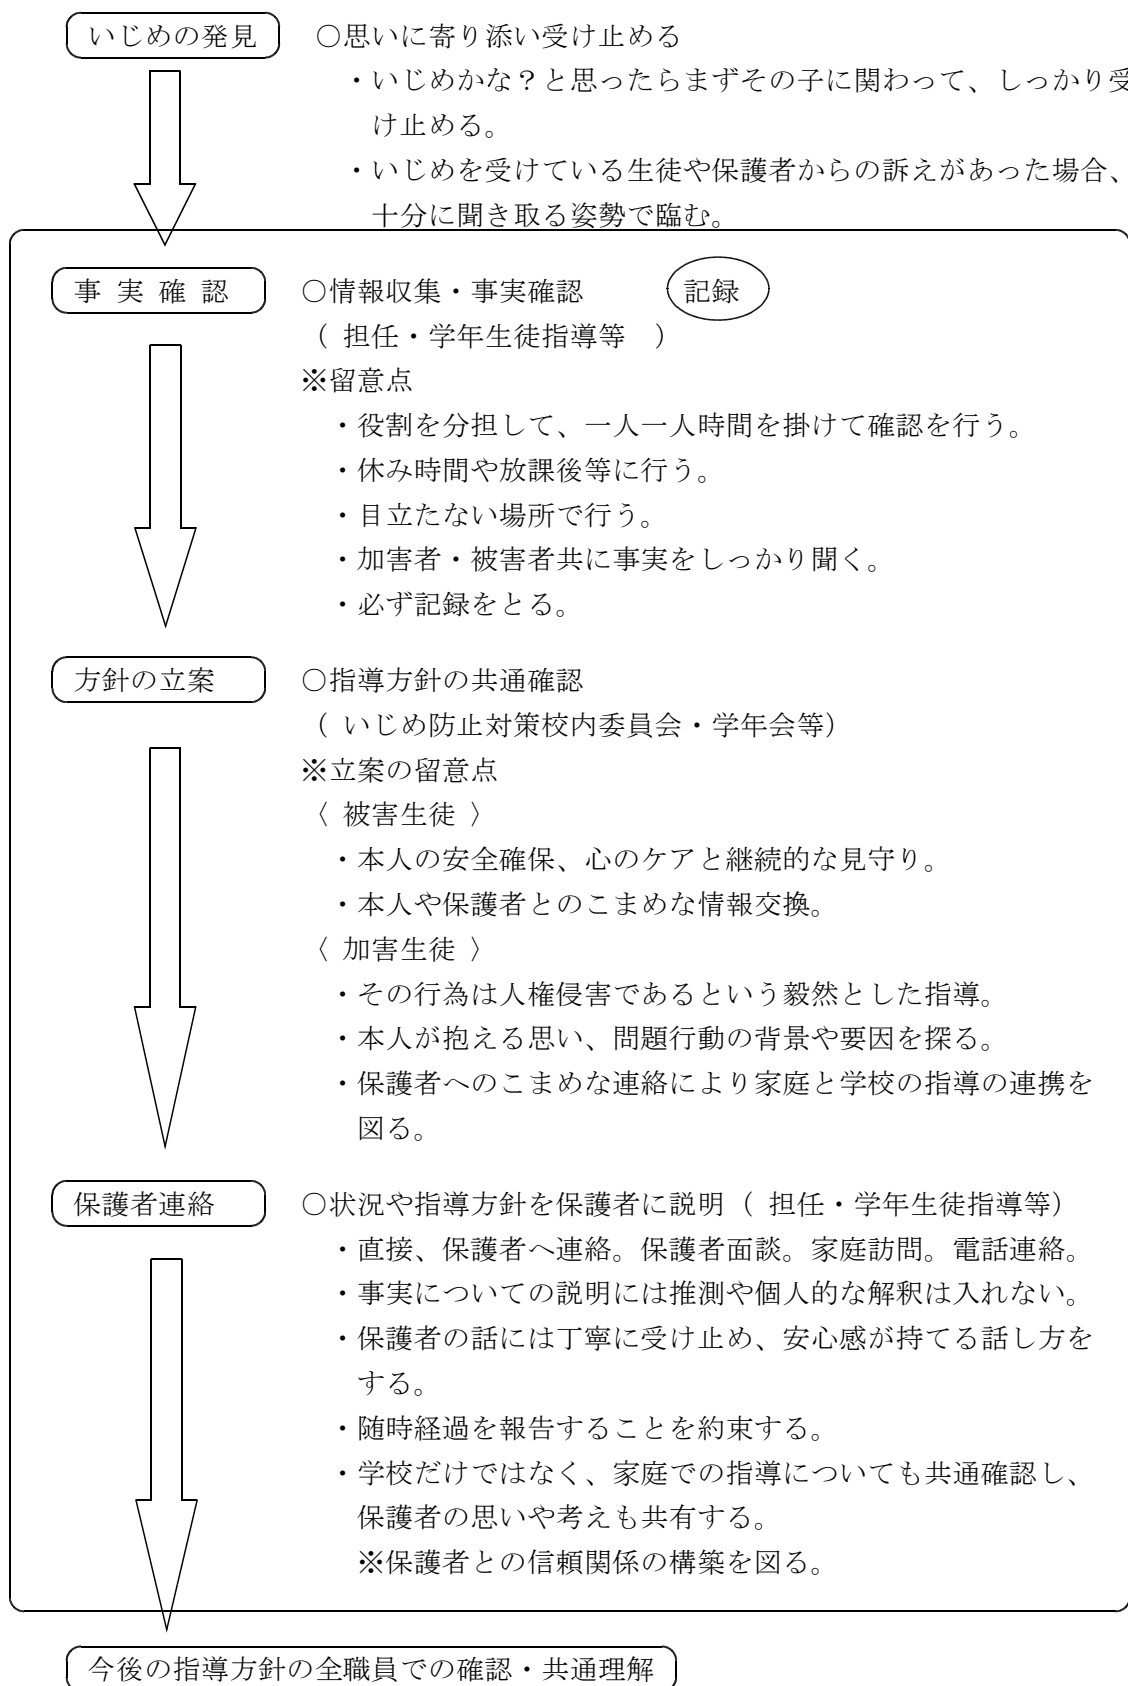 いじめの発見 ○思いに寄り添い受け止める
・いじめかな？と思ったらまずその子に関わって、しっかり受
け止める。
・いじめを受けている生徒や保護者からの訴えがあった場合、
十分に聞き取る姿勢で臨む。
事 実 確 認 ○情報収集・事実確認 記録
（ 担任・学年生徒指導等 ）
※留意点
・役割を分担して、一人一人時間を掛けて確認を行う。
・休み時間や放課後等に行う。
・目立たない場所で行う。
・加害者・被害者共に事実をしっかり聞く。
・必ず記録をとる。
方針の立案 ○指導方針の共通確認
（ いじめ防止対策校内委員会・学年会等）
※立案の留意点
〈 被害生徒 〉
・本人の安全確保、心のケアと継続的な見守り。
・本人や保護者とのこまめな情報交換。
〈 加害生徒 〉
・その行為は人権侵害であるという毅然とした指導。
・本人が抱える思い、問題行動の背景や要因を探る。
・保護者へのこまめな連絡により家庭と学校の指導の連携を
図る。
保護者連絡 ○状況や指導方針を保護者に説明（ 担任・学年生徒指導等）
・直接、保護者へ連絡。保護者面談。家庭訪問。電話連絡。
・事実についての説明には推測や個人的な解釈は入れない。
・保護者の話には丁寧に受け止め、安心感が持てる話し方を
する。
・随時経過を報告することを約束する。
・学校だけではなく、家庭での指導についても共通確認し、
保護者の思いや考えも共有する。
※保護者との信頼関係の構築を図る。
今後の指導方針の全職員での確認・共通理解